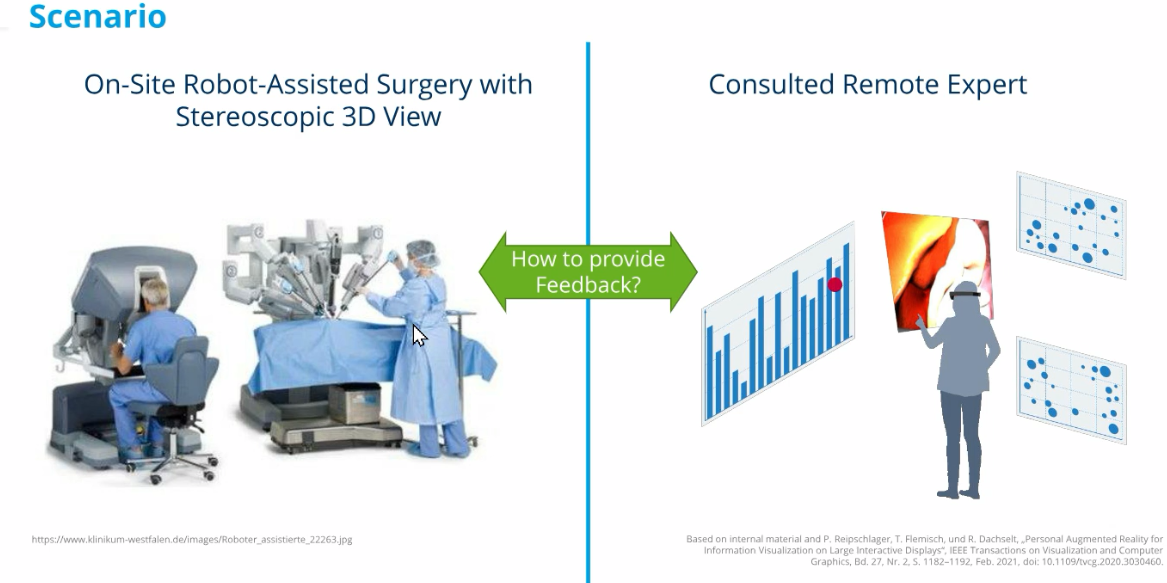 Scenario
On-Site Robot-Assisted Surgery with
Stereoscopic 3D View
Consulted Remote Expert
How to provide
Feedback?
https://www.klinikum-westfalen.de/images/Roboter_assistierte_22263.jpg
Based on internal material and P. Reipschlager, T. Flemisch, und R. Dachselt, „Personal Augmented Reality for
Information Visualization on Large Interactive Displays“, IEEE Transactions on Visualization and Computer
Graphics, Bd. 27, Nr. 2, S. 1182–1192, Feb. 2021, doi: 10.1109/tvcg.2020.3030460.